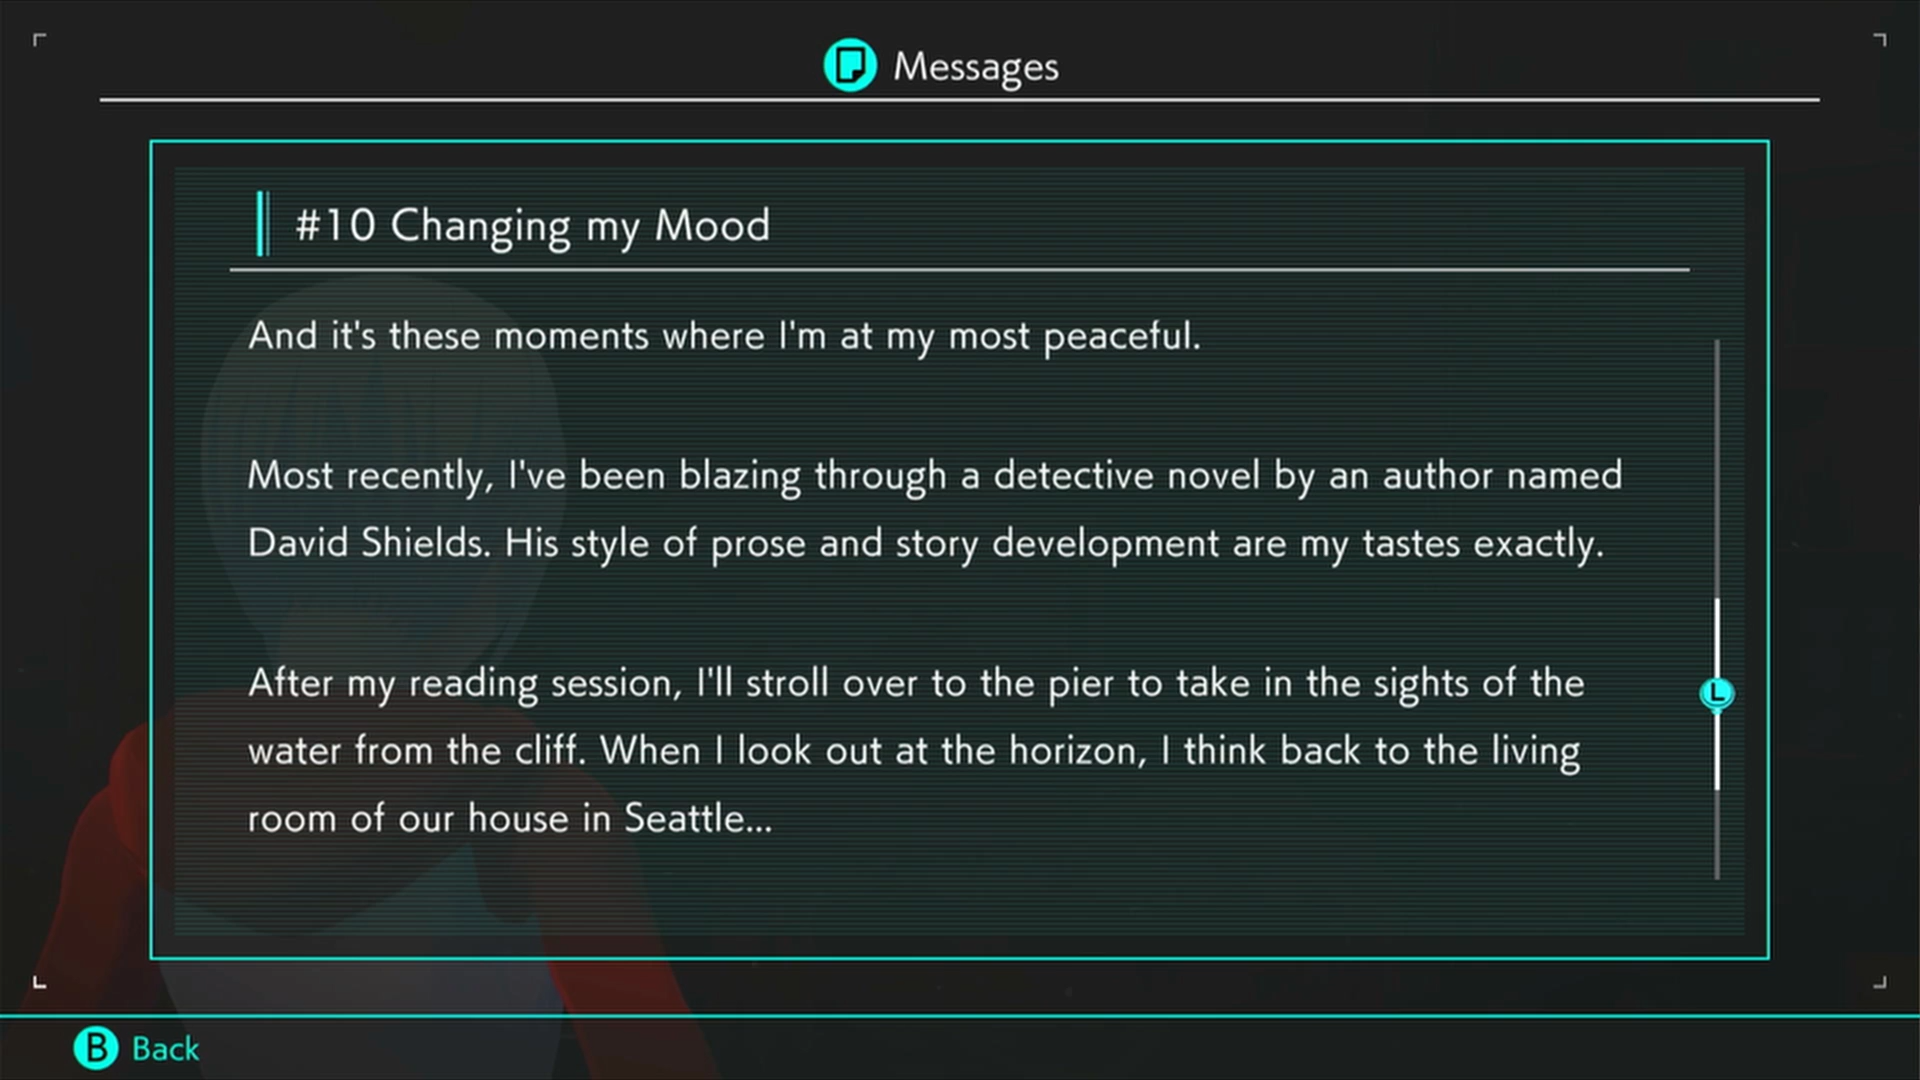 Messages
#10 Changing my Mood
And it's these moments where I'm at my most peaceful.
Most recently, I've been blazing through a detective novel by an author named
David Shields. His style of prose and story development are my tastes exactly.
After my reading session, I'll stroll over to the pier to take in the sights of the
water from the cliff. When I look out at the horizon, I think back to the living
room of our house in Seattle...
L
B Back